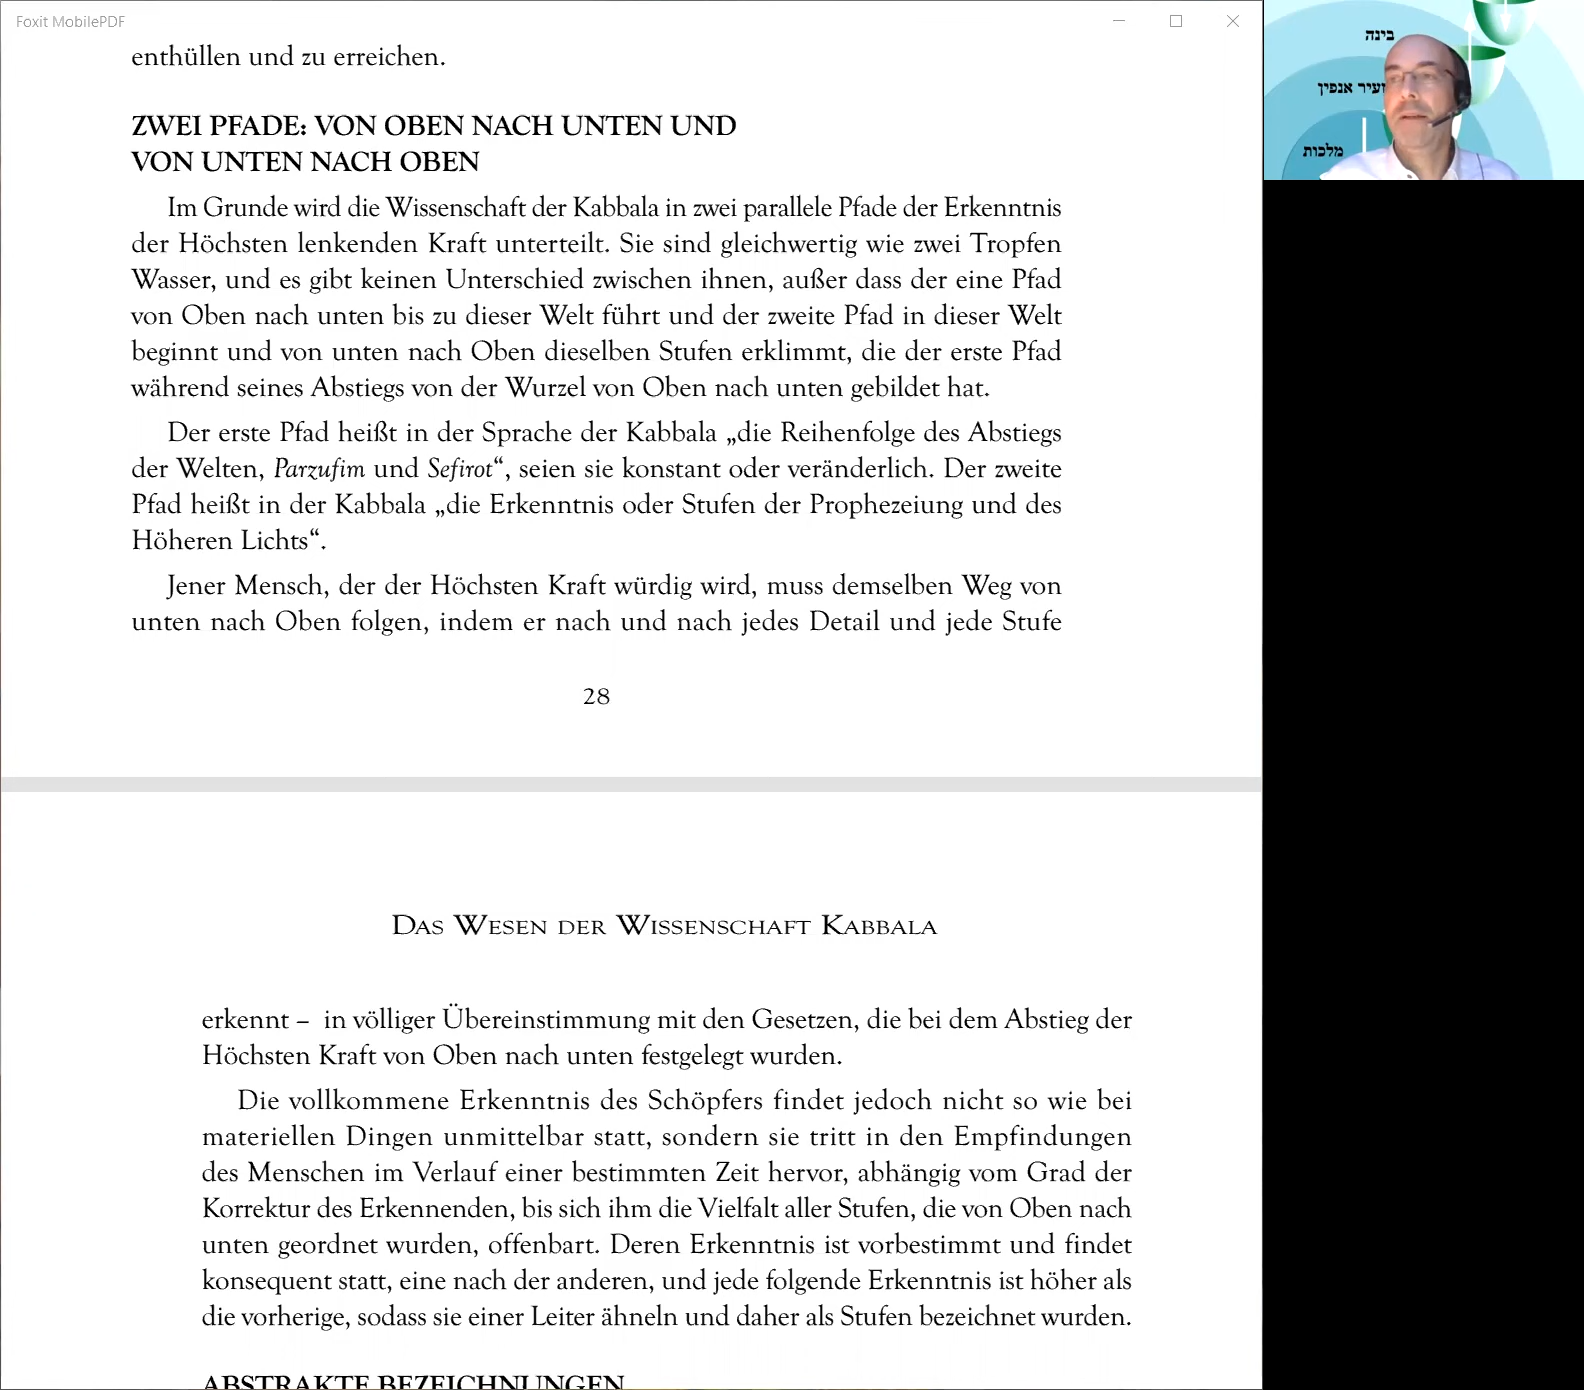 Foxit MobilePDF
enthüllen und zu erreichen.
ZWEI PFADE: VON OBEN NACH UNTEN UND
VON UNTEN NACH OBEN
Im Grunde wird die Wissenschaft der Kabbala in zwei parallele Pfade der Erkenntnis
der Höchsten lenkenden Kraft unterteilt. Sie sind gleichwertig wie zwei Tropfen
Wasser, und es gibt keinen Unterschied zwischen ihnen, außer dass der eine Pfad
von Oben nach unten bis zu dieser Welt führt und der zweite Pfad in dieser Welt
beginnt und von unten nach Oben dieselben Stufen erklimmt, die der erste Pfad
während seines Abstiegs von der Wurzel von Oben nach unten gebildet hat.
Der erste Pfad heißt in der Sprache der Kabbala „die Reihenfolge des Abstiegs
der Welten, Parzufim und Sefirot“, seien sie konstant oder veränderlich. Der zweite
Pfad heißt in der Kabbala „die Erkenntnis oder Stufen der Prophezeiung und des
Höheren Lichts“.
Jener Mensch, der der Höchsten Kraft würdig wird, muss demselben Weg von
unten nach Oben folgen, indem er nach und nach jedes Detail und jede Stufe
28
DAS WESEN DER WISSENSCHAFT KABBALA
erkennt – in völliger Übereinstimmung mit den Gesetzen, die bei dem Abstieg der
Höchsten Kraft von Oben nach unten festgelegt wurden.
Die vollkommene Erkenntnis des Schöpfers findet jedoch nicht so wie bei
materiellen Dingen unmittelbar statt, sondern sie tritt in den Empfindungen
des Menschen im Verlauf einer bestimmten Zeit hervor, abhängig vom Grad der
Korrektur des Erkennenden, bis sich ihm die Vielfalt aller Stufen, die von Oben nach
unten geordnet wurden, offenbart. Deren Erkenntnis ist vorbestimmt und findet
konsequent statt, eine nach der anderen, und jede folgende Erkenntnis ist höher als
die vorherige, sodass sie einer Leiter ähneln und daher als Stufen bezeichnet wurden.
ABSTRAKTE BEZEICHNUNGEN
בינה
זעיר אנפין
מלכות